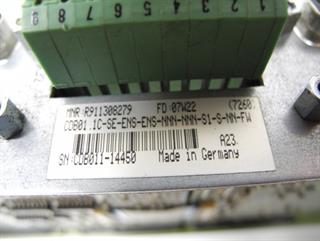 8 7 6 5 4 3 2 1
MNR:R911308279 FD:07W22 (7260)
CDB01.1C-SE-ENS-ENS-NNN-NNN-S1-S-NN-FW
A23
SN:CDB011-14450 Made in Germany